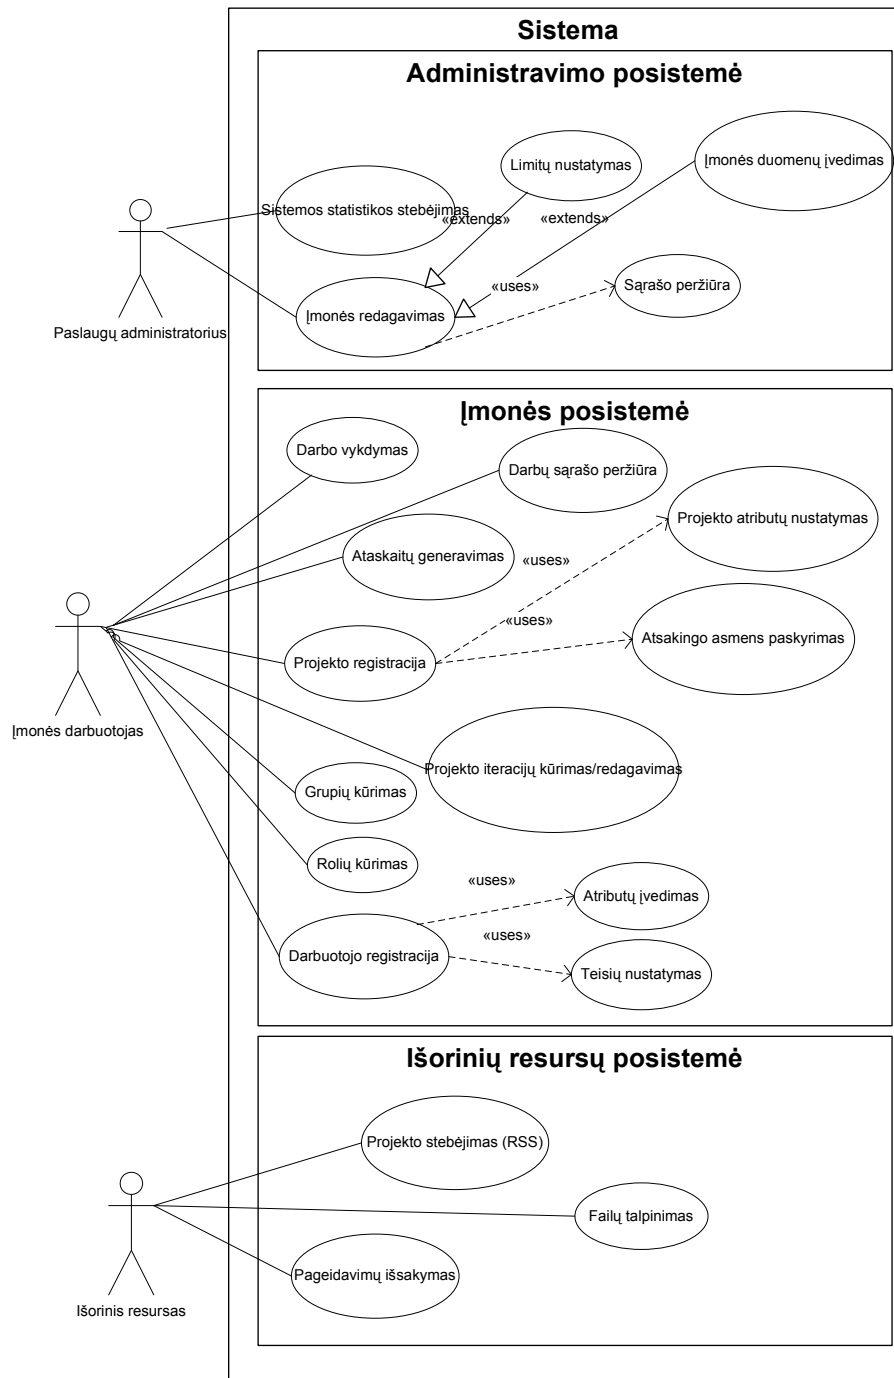 Sistema
Administravimo posistemė
Limitų nustatymas
Įmonės duomenų įvedimas
Sistemos statistikos stebėjimas
«extends»
«extends»
«uses»
Sąrašo peržiūra
Įmonės redagavimas
Paslaugų administratorius
Įmonės posistemė
Darbo vykdymas
Darbų sąrašo peržiūra
Projekto atributų nustatymas
Ataskaitų generavimas
«uses»
«uses»
Atsakingo asmens paskyrimas
Projekto registracija
Įmonės darbuotojas
Projekto iteracijų kūrimas/redagavimas
Grupių kūrimas
Rolių kūrimas
«uses»
Atributų įvedimas
«uses»
Darbuotojo registracija
Teisių nustatymas
Išorinių resursų posistemė
Projekto stebėjimas (RSS)
Failų talpinimas
Pageidavimų išsakymas
Išorinis resursas